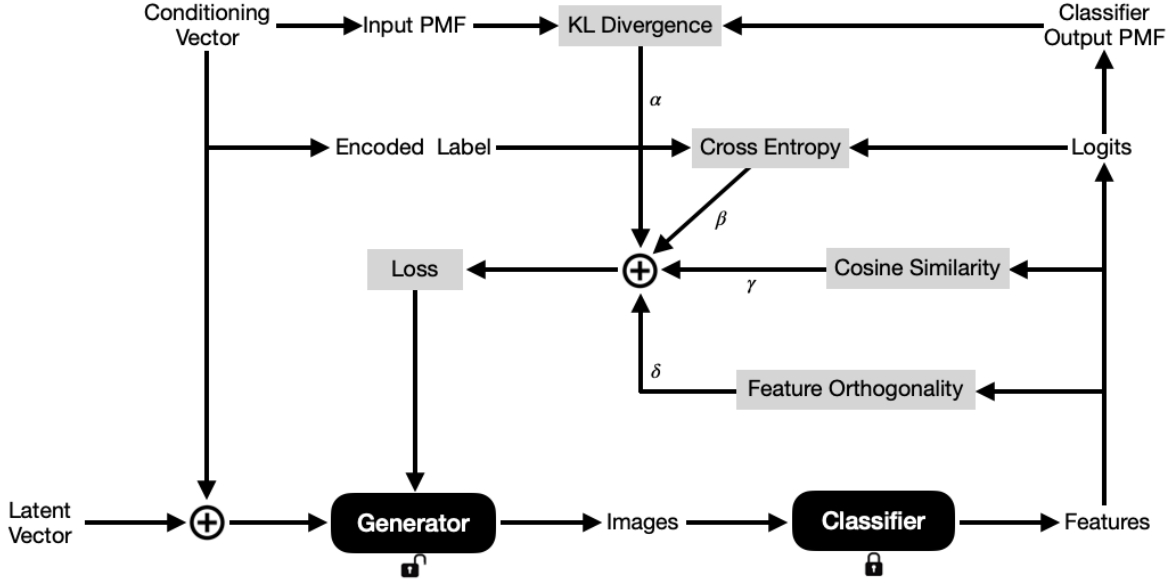 Conditioning
Vector
Input PMF
KL Divergence
Classifier
Output PMF
α
Encoded Label
Cross Entropy
Logits
β
Loss
γ
Cosine Similarity
δ
Feature Orthogonality
Latent
Vector
Generator
Images
Classifier
Features